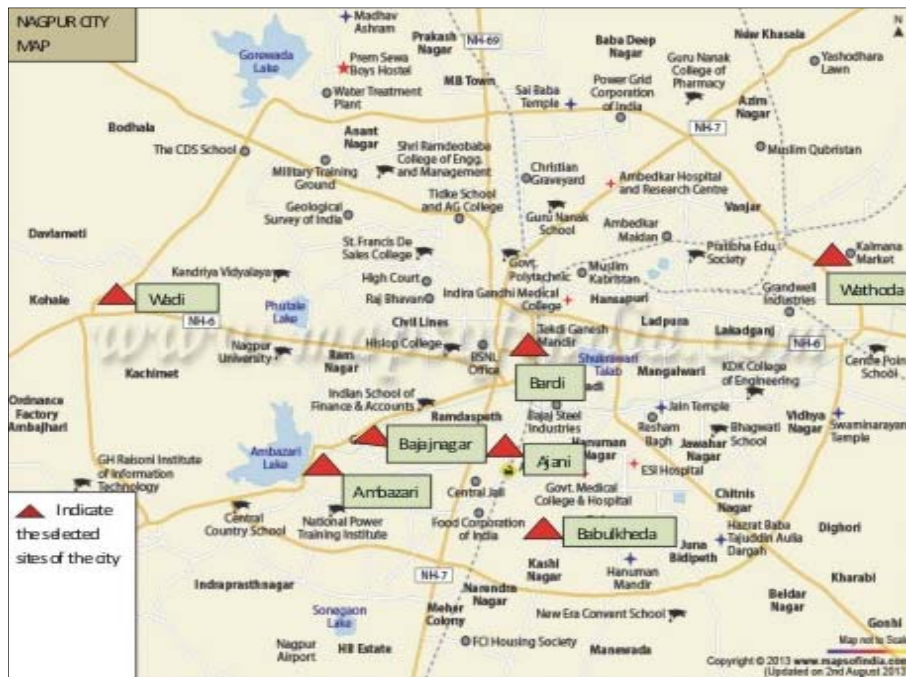 NAGPUR CITY
MAP
Madhav
Ashram
Prakash
Nagar
NH-69
Baba Deep
Nagar
New Khasala
N
Gorewada
Lake
Prem Sewa
Boys Hostel
MB Town
Guru Nanak
College of
Pharmacy
Yashodhara
Lawn
Water Treatment
Plant
Sai Baba
Temple
Power Grid
Corporation
of India
Azim
Nagar
Bodhala
Anant
Nagar
NH-7
The CDS School
Shri Ramdeobaba
College of Engg.
and Management
Military Training
Ground
Christian
Graveyard
Muslim Qubristan
Ambedkar Hospital
and Research Centre
Geological
Survey of India
Tidke School
and AG College
Guru Nanak
School
Vanjar
Ambedkar
Maidan
Davlameti
St. Francis De
Sales College
Govt.
Polytechnic
Pratibha Edu.
Society
Kalmana
Market
Kendriya Vidyalaya
High Court
Muslim
Kabristan
Kohale
Wadi
Raj Bhavan
Indira Gandhi Medical
College
Hansapuri
Grandwell
Industries
Wathoda
Phutale
Lake
NH-6
Civil Lines
Ladpura
Lakadganj
www.mapsofindia.com
Tekdi Ganesh
Mandir
Nagpur
University
Hislop College
BSNL
Office
Shukrawari
Talab
NH-6
Ram
Nagar
Mangalwari
Centre Point
School
Kachimet
KDK College
of Engineering
Bardi
Indian School of
Finance & Accounts
Ordnance
Factory
Ambajhari
Ramdaspeth
Bajaj Steel
Industries
Jain Temple
Resham
Bagh
Bhagwati
School
Vidhya
Nagar
Swaminarayan
Temple
Bajajnagar
Hanuman
Nagar
Jawahar
Nagar
Ambazari
Lake
Ajani
ESI Hospital
GH Raisoni Institute
of Information
Technology
Ambazari
Central Jail
Govt. Medical
College & Hospital
Chitnis
Nagar
Indicate
the selected
sites of the city
Central
Country School
National Power
Training Institute
Food Corporation
of India
Babulkheda
Hazrat Baba
Tajuddin Aulia
Dargah
Dighori
Juna
Bidipeth
Kashi
Nagar
Hanuman
Mandir
NH-7
Indraprasthnagar
Narendra
Nagar
Kharabi
Beldar
Nagar
Sonegaon
Lake
Meher
Colony
New Era Convent School
Goshi
Nagpur
Airport
HB Estate
FCI Housing Society
Manewada
Map not to Scale
Copyright © 2013 www.mapsofindia.com
(Updated on 2nd August 2013)